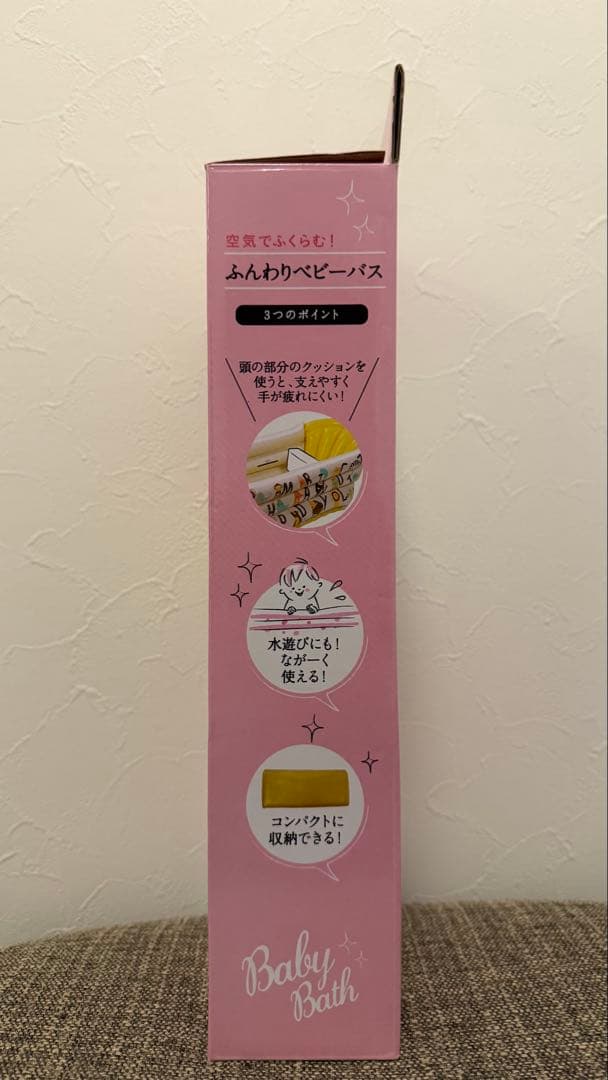 空気でふくらむ!
ふんわりベビーバス
3つのポイント
頭の部分のクッションを
使うと、支えやすく
手が疲れにくい!
水遊びにも!
ながーく
使える!
コンパクトに
収納できる!
Baby
Bath